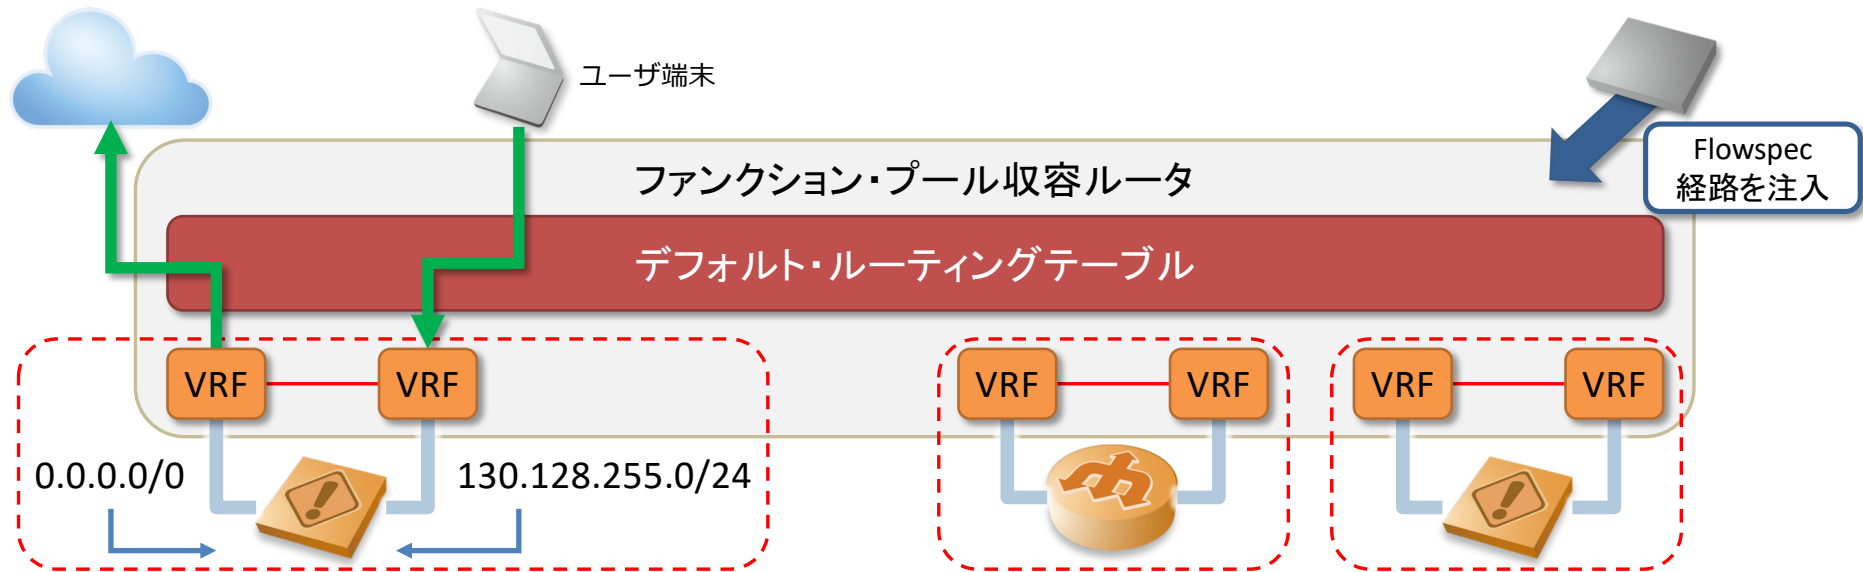 ユーザ端末
Flowspec
経路を注入
ファンクション・プール収容ルータ
デフォルト・ルーティングテーブル
VRF
VRF
VRF
VRF
VRF
VRF
0.0.0.0/0
130.128.255.0/24